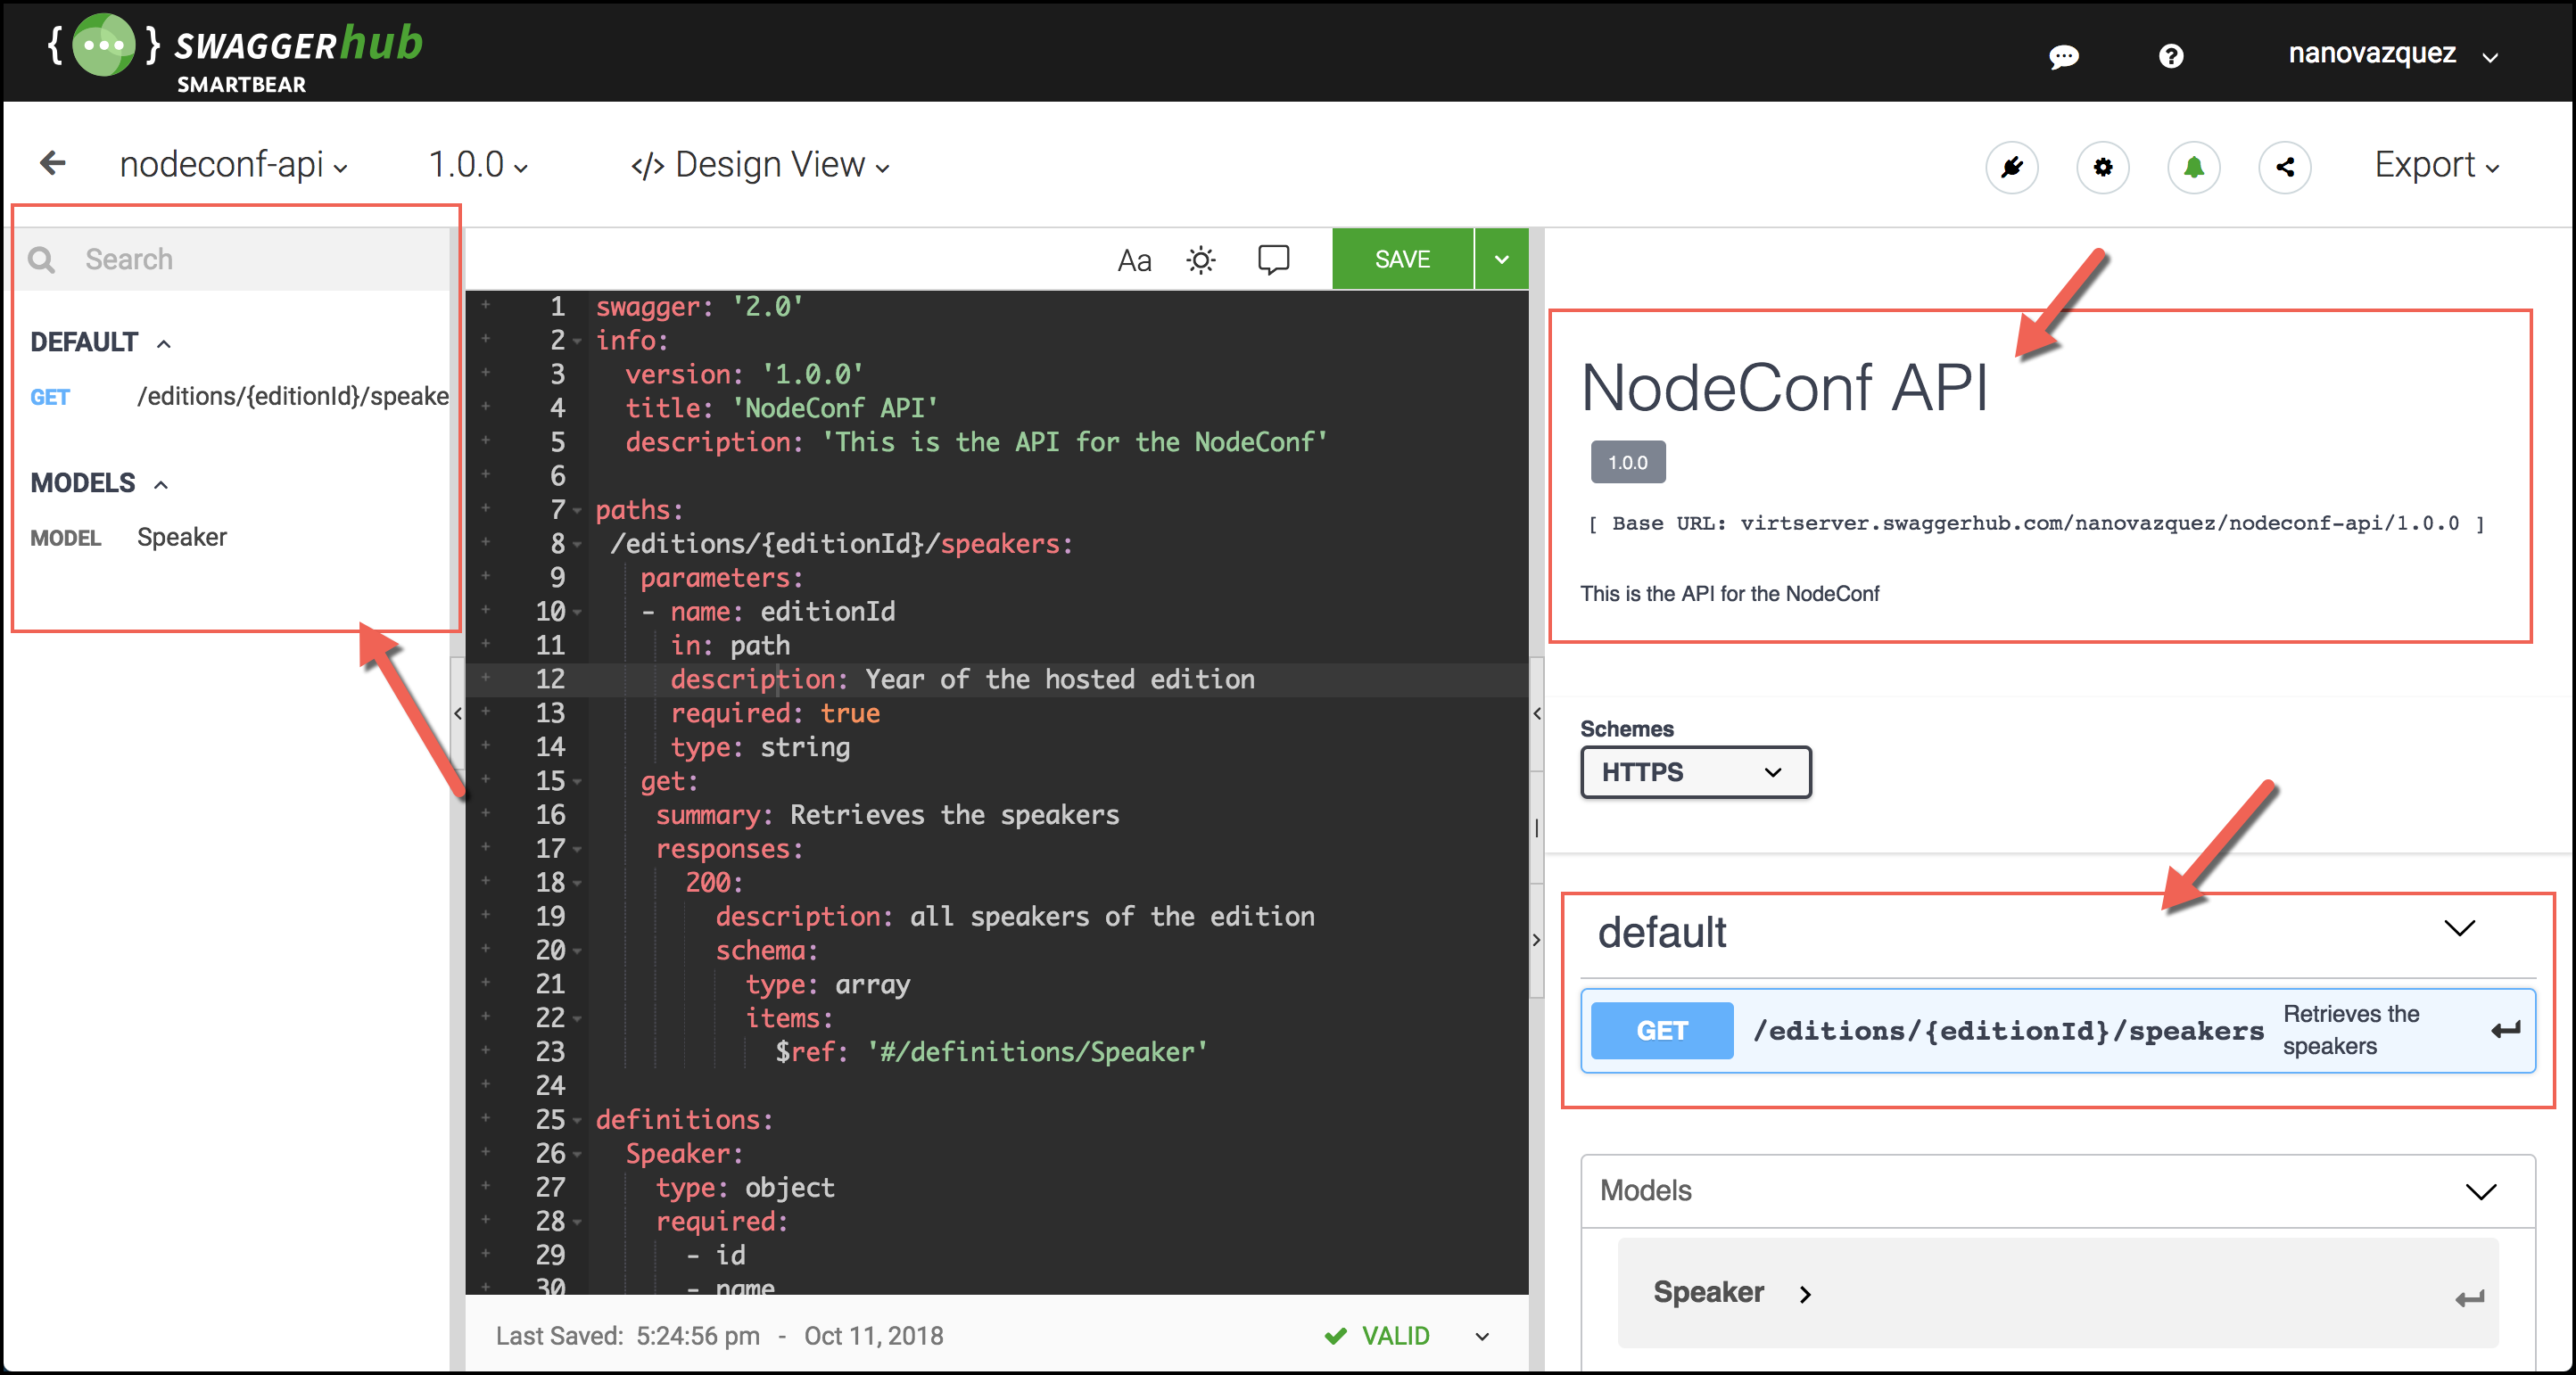 {...} SWAGGERhub
SMARTBEAR
nanovazquez
nodeconf-api
1.0.0
</> Design View
Export
Search
DEFAULT
GET /editions/{editionId}/speake
MODELS
MODEL Speaker
Aa
SAVE
1 swagger: '2.0'
2 info:
3 version: '1.0.0'
4 title: 'NodeConf API'
5 description: 'This is the API for the NodeConf'
6
7 paths:
8 /editions/{editionId}/speakers:
9 parameters:
10 - name: editionId
11 in: path
12 description: Year of the hosted edition
13 required: true
14 type: string
15 get:
16 summary: Retrieves the speakers
17 responses:
18 200:
19 description: all speakers of the edition
20 schema:
21 type: array
22 items:
23 $ref: '#/definitions/Speaker'
24
25 definitions:
26 Speaker:
27 type: object
28 required:
29 - id
30 - name
Last Saved: 5:24:56 pm - Oct 11, 2018
VALID
NodeConf API
1.0.0
[ Base URL: virtserver.swaggerhub.com/nanovazquez/nodeconf-api/1.0.0 ]
This is the API for the NodeConf
Schemes
HTTPS
default
GET /editions/{editionId}/speakers Retrieves the
speakers
Models
Speaker